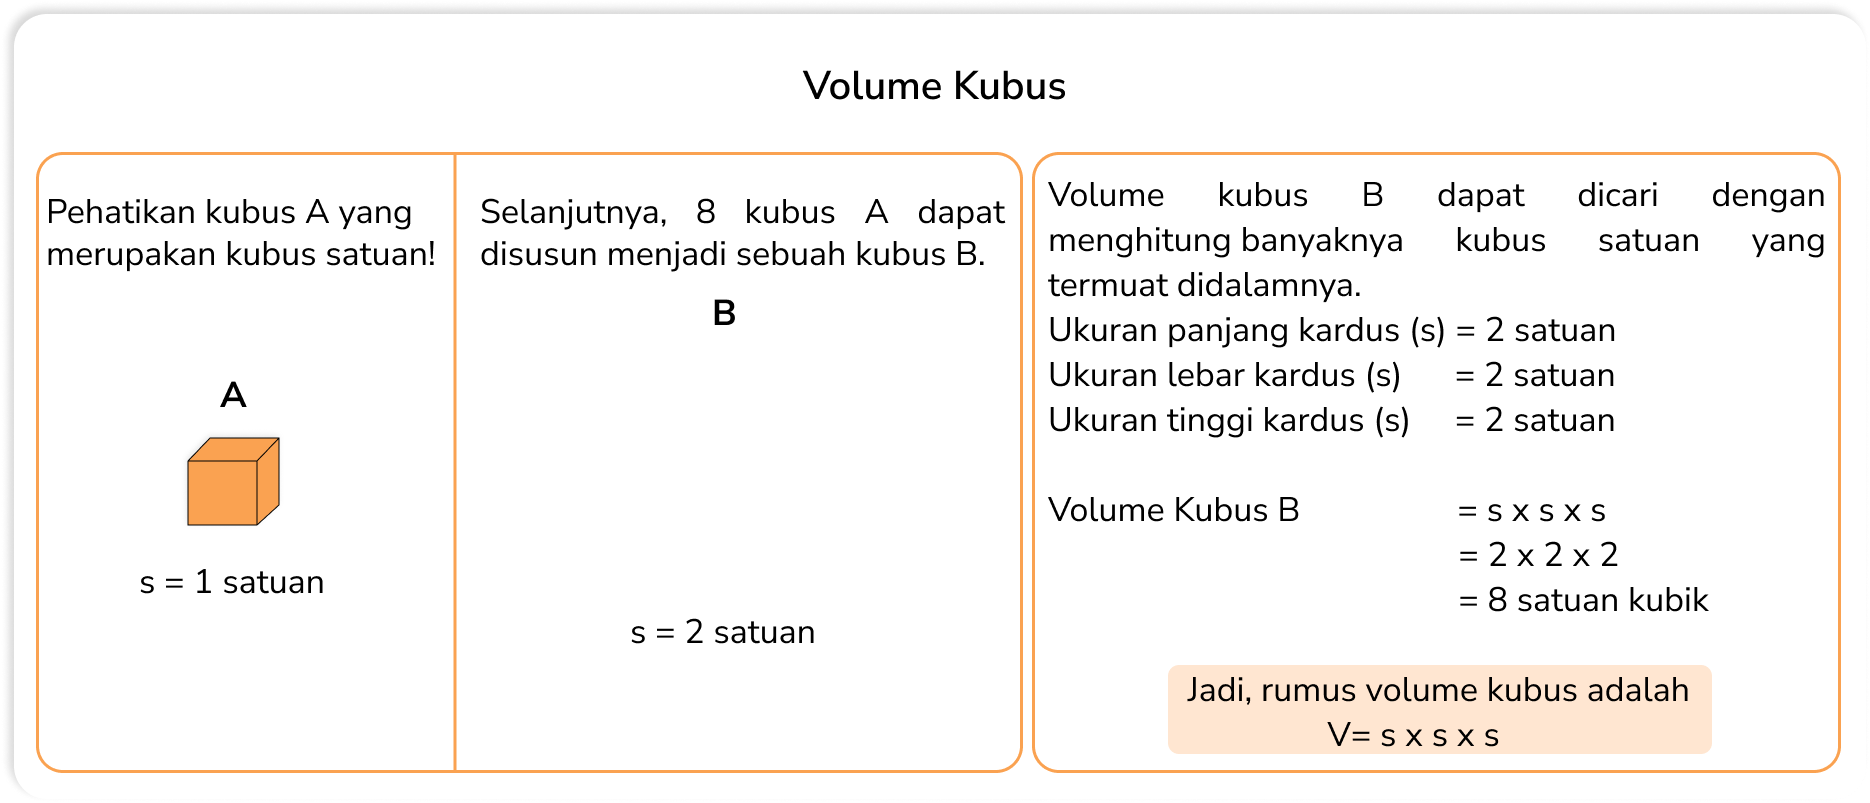 Volume Kubus
Pehatikan kubus A yang
merupakan kubus satuan!
A
s = 1 satuan
Selanjutnya, 8 kubus A dapat
disusun menjadi sebuah kubus B.
B
s = 2 satuan
Volume kubus B dapat dicari dengan
menghitung banyaknya kubus satuan yang
termuat didalamnya.
Ukuran panjang kardus (s) = 2 satuan
Ukuran lebar kardus (s) = 2 satuan
Ukuran tinggi kardus (s) = 2 satuan
Volume Kubus B = s x s x s
= 2 x 2 x 2
= 8 satuan kubik
Jadi, rumus volume kubus adalah
V= s x s x s